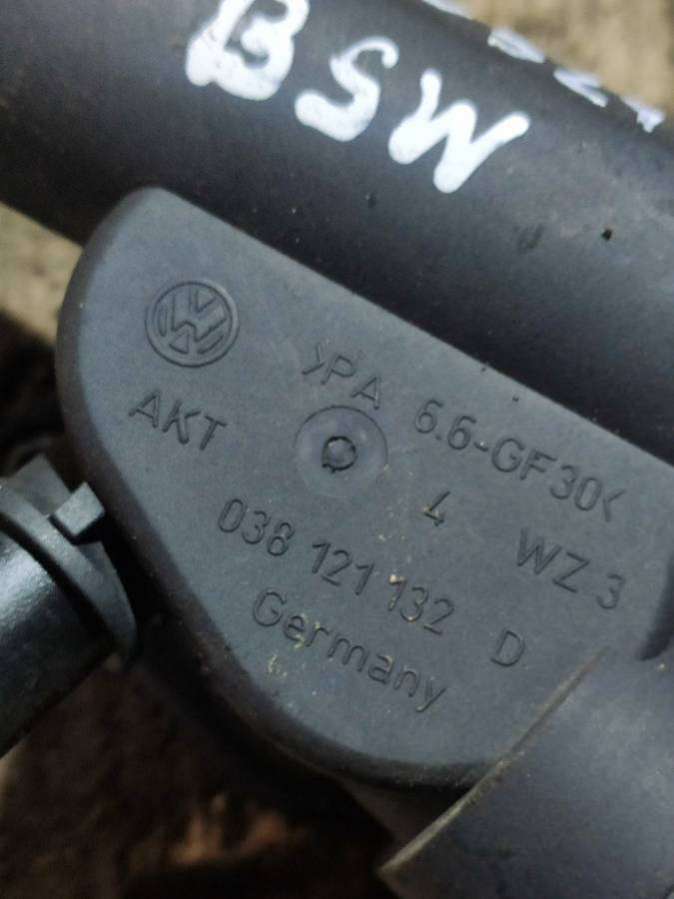 BSW
>PA 6.6-GF30<
AKT
4 WZ 3
038 121 132 D
Germany